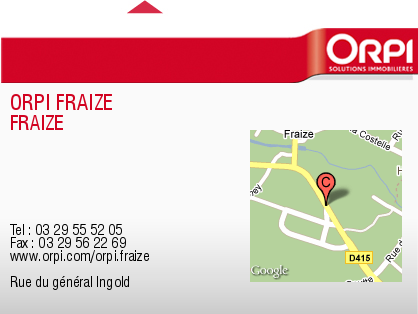 ORPI
SOLUTIONS IMMOBILIÈRES
ORPI FRAIZE
FRAIZE
Fraize
Costelle
C
D415
Google
Tel : 03 29 55 52 05
Fax : 03 29 56 22 69
www.orpi.com/orpi.fraize
Rue du général Ingold